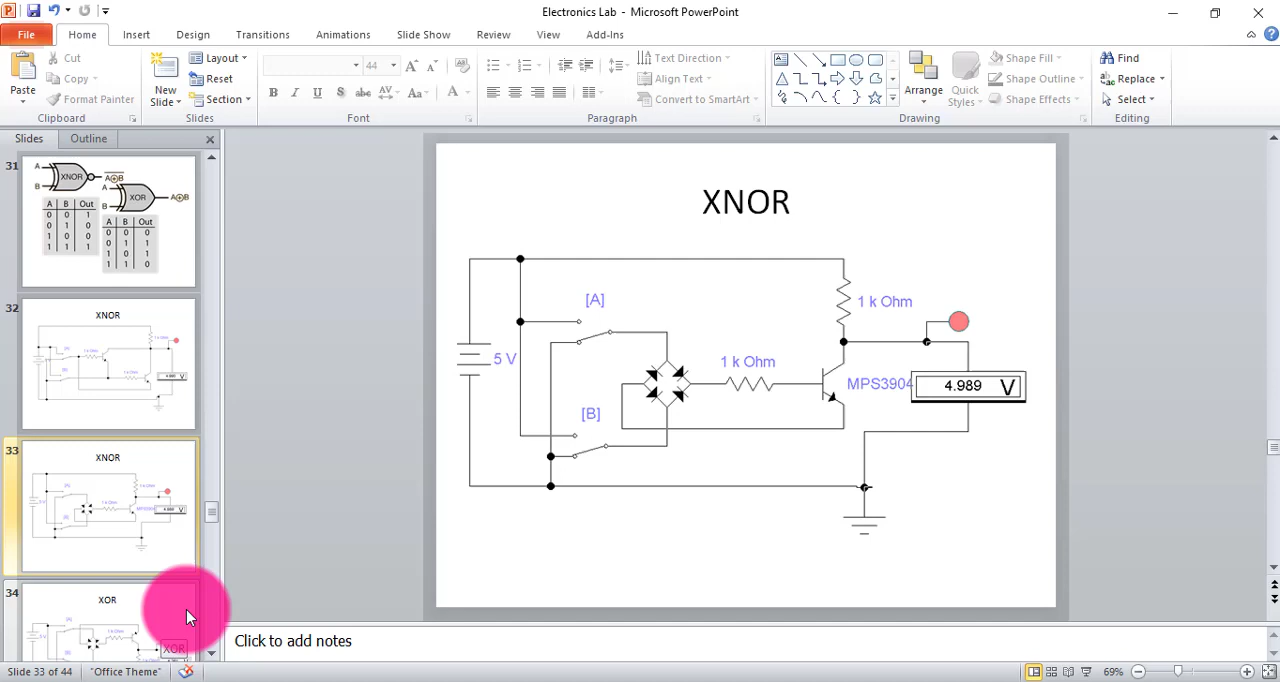 Electronics Lab - Microsoft PowerPoint
File Home Insert Design Transitions Animations Slide Show Review View Add-Ins
Paste
Cut
Copy
Format Painter
Clipboard
New Slide
Layout
Reset
Section
Slides
44
B I U S abc AV Aa A
Font
Text Direction
Align Text
Convert to SmartArt
Paragraph
Arrange
Quick Styles
Shape Fill
Shape Outline
Shape Effects
Drawing
Find
Replace
Select
Editing
Slides Outline
31
A
B
XNOR
A⊕B
A
B
XOR
A⊕B
A B Out
0 0 1
0 1 0
1 0 0
1 1 1
A B Out
0 0 0
0 1 1
1 0 1
1 1 0
32
XNOR
33
XNOR
34
XOR
XOR
XNOR
[A]
1 k Ohm
5 V
1 k Ohm
MPS3904
4.989 V
[B]
Click to add notes
Slide 33 of 44
"Office Theme"
69%